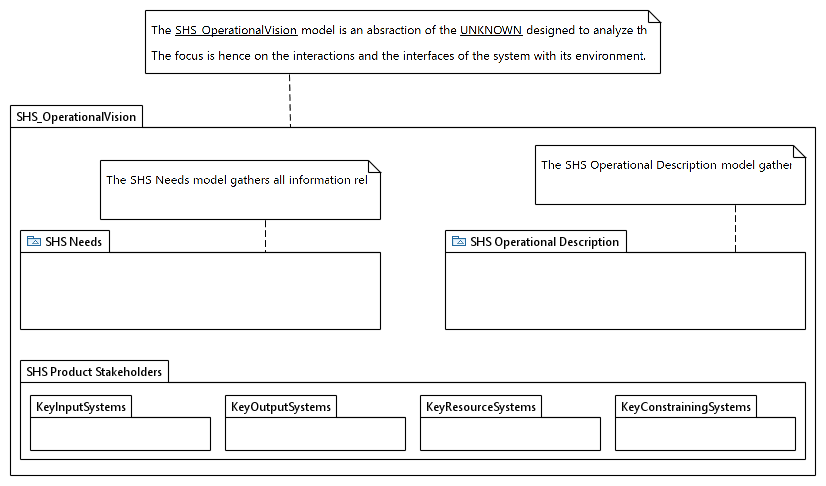 The SHS_OperationalVision model is an absraction of the UNKNOWN designed to analyze th
The focus is hence on the interactions and the interfaces of the system with its environment.
SHS_OperationalVision
The SHS Needs model gathers all information rel
The SHS Operational Description model gather
SHS Needs
SHS Operational Description
SHS Product Stakeholders
KeyInputSystems
KeyOutputSystems
KeyResourceSystems
KeyConstrainingSystems